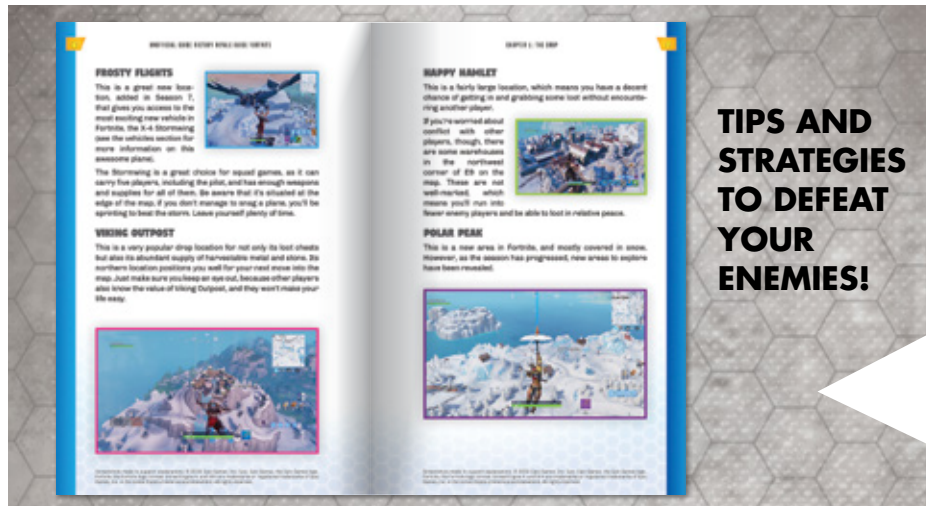 CHAPTER 1: THE DROP
FROSTY FLIGHTS
This is a great new loca-
tion, added in Season 7,
that gives you access to the
most exciting new vehicle in
Fortnite, the X-4 Stormwing
(see the vehicles section for
more information on this
awesome plane).
The Stormwing is a great choice for squad games, as it can
carry five players, including the pilot, and has enough weapons
and supplies for all of them. Be aware that it's situated at the
edge of the map. If you don't manage to snag a plane, you'll be
sprinting to beat the storm. Leave yourself plenty of time.
VIKING OUTPOST
This is a very popular drop location for not only its loot chests
but also its abundant supply of harvestable metal and stone. Its
northern location positions you well for your next move into the
map. Just make sure you keep an eye out, because other players
also know the value of Viking Outpost, and they won't make your
life easy.
HAPPY HAMLET
This is a fairly large location, which means you have a decent
chance of getting in and grabbing some loot without encounte-
ring another player.
If you're worried about
conflict with other
players, though, there
are some warehouses
in the northwest
corner of E9 on the
map. These are not
well-marked, which
means you'll run into
fewer enemy players and be able to loot in relative peace.
POLAR PEAK
This is a new area in Fortnite, and mostly covered in snow.
However, as the season has progressed, new areas to explore
have been revealed.
TIPS AND
STRATEGIES
TO DEFEAT
YOUR
ENEMIES!